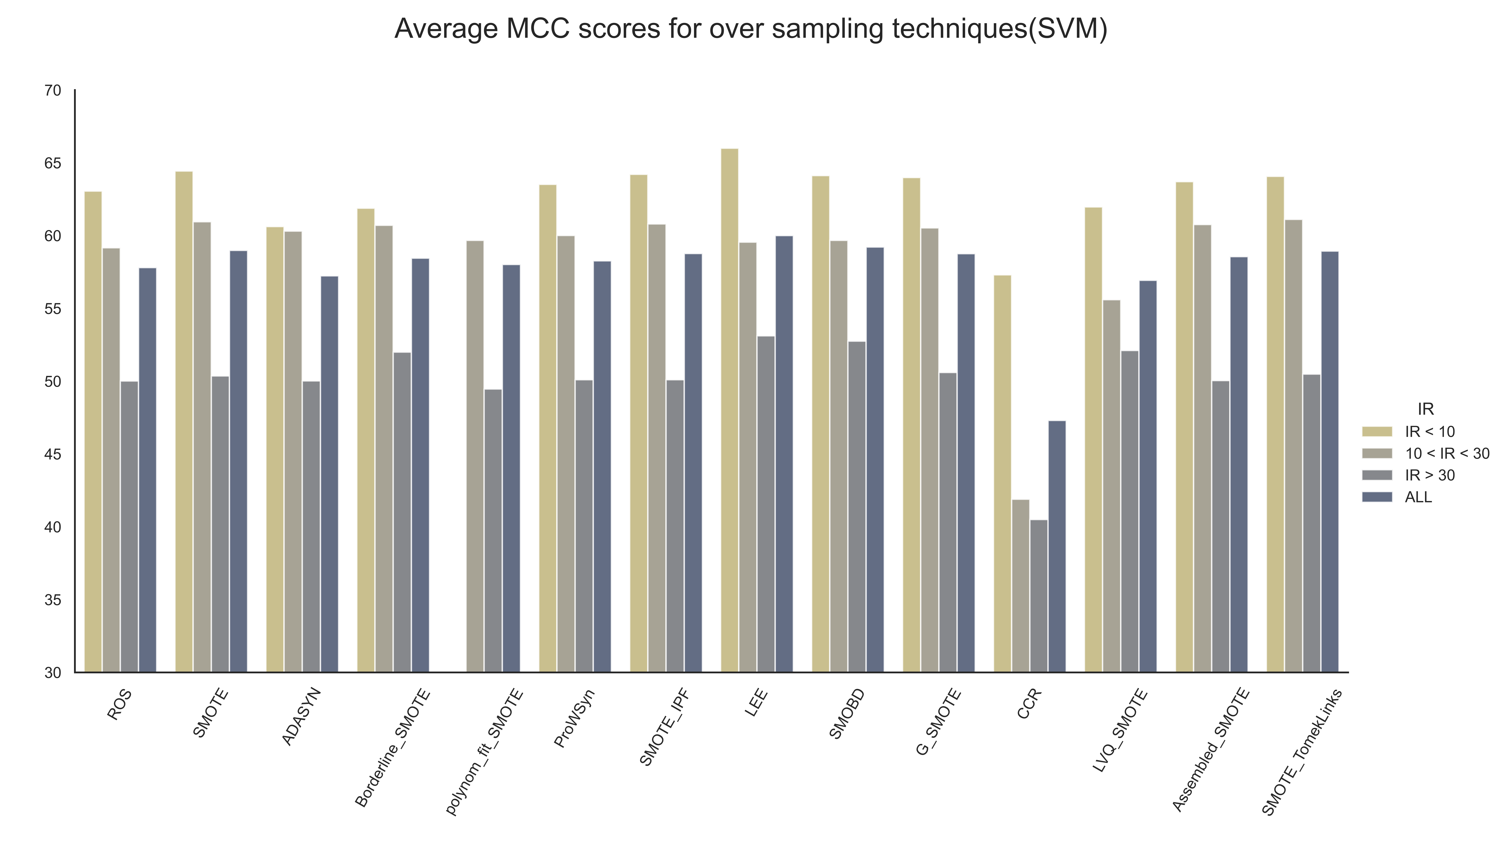 Average MCC scores for over sampling techniques(SVM)
70
65
60
55
50
45
40
35
30
ROS
SMOTE
ADASYN
Borderline_SMOTE
polynom_fit_SMOTE
ProWSyn
SMOTE_IPF
LEE
SMOBD
G_SMOTE
CCR
LVQ_SMOTE
Assembled_SMOTE
SMOTE_TomekLinks
IR
IR < 10
10 < IR < 30
IR > 30
ALL